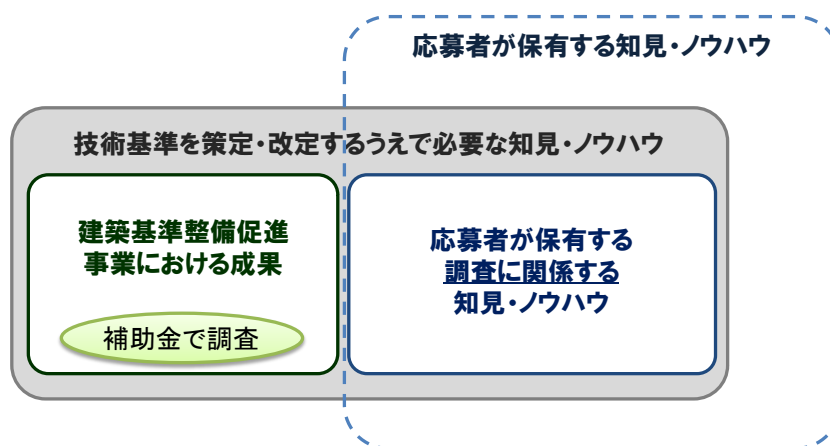 応募者が保有する知見・ノウハウ
技術基準を策定・改定するうえで必要な知見・ノウハウ
建築基準整備促進
事業における成果
補助金で調査
応募者が保有する
調査に関係する
知見・ノウハウ